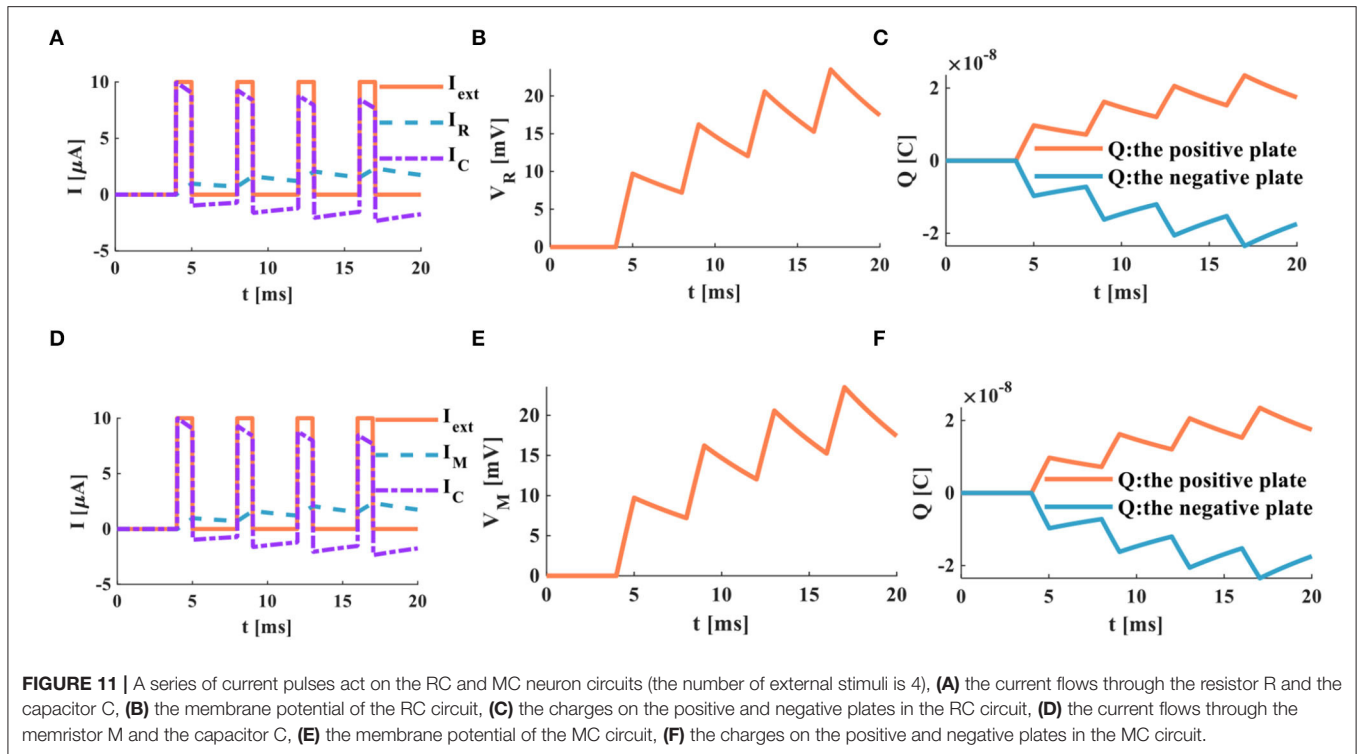 A
I [μA]
10
5
0
-5
0
5
10
15
20
t [ms]
I_ext
I_R
I_C
B
V_R [mV]
20
15
10
5
0
0
5
10
15
20
t [ms]
C
×10^-8
Q [C]
2
0
-2
Q:the positive plate
Q:the negative plate
0
5
10
15
20
t [ms]
D
I [μA]
10
5
0
-5
0
5
10
15
20
t [ms]
I_ext
I_M
I_C
E
V_M [mV]
20
15
10
5
0
0
5
10
15
20
t [ms]
F
×10^-8
Q [C]
2
0
-2
Q:the positive plate
Q:the negative plate
0
5
10
15
20
t [ms]
FIGURE 11 | A series of current pulses act on the RC and MC neuron circuits (the number of external stimuli is 4), (A) the current flows through the resistor R and the
capacitor C, (B) the membrane potential of the RC circuit, (C) the charges on the positive and negative plates in the RC circuit, (D) the current flows through the
memristor M and the capacitor C, (E) the membrane potential of the MC circuit, (F) the charges on the positive and negative plates in the MC circuit.